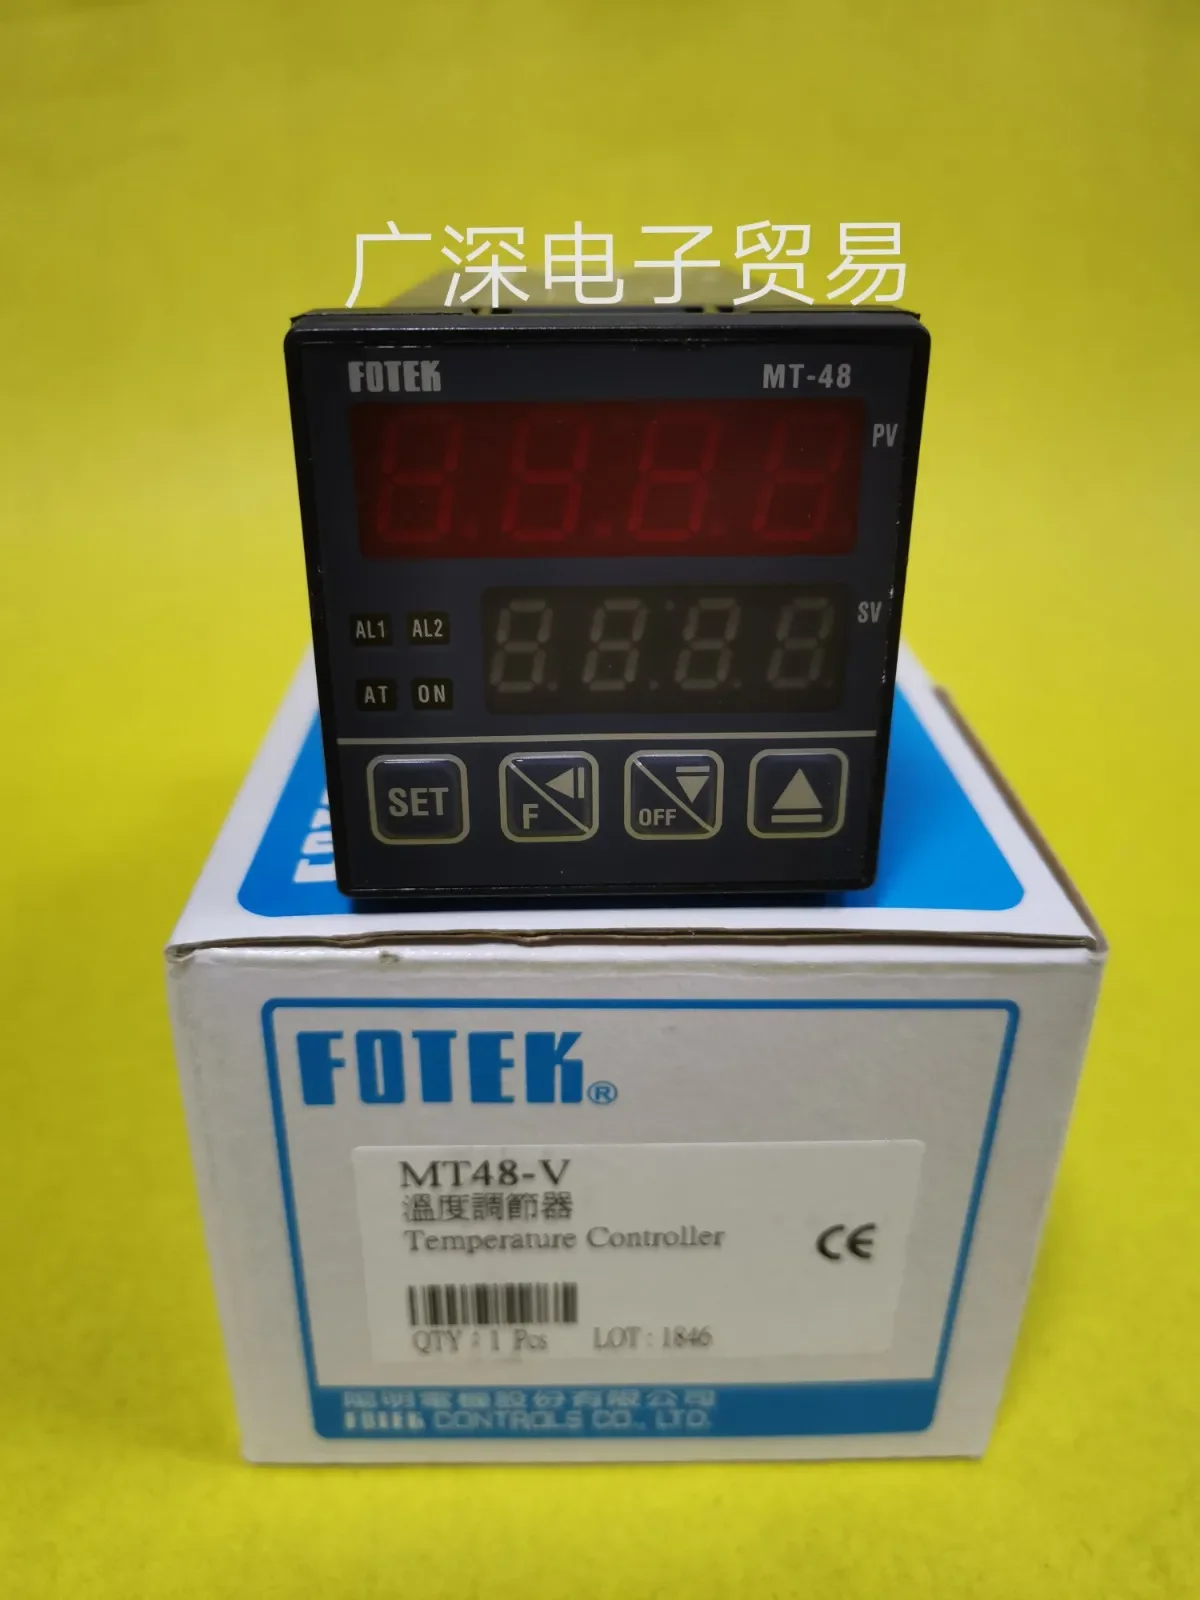 广深电子贸易
FOTEK MT-48
PV
SV
AL1 AL2
AT ON
SET F OFF
FOTEK®
MT48-V
溫度調節器
Temperature Controller
CE
QTY : 1 Pcs LOT : 1846
陽明電機股份有限公司
FOTEK CONTROLS CO., LTD.